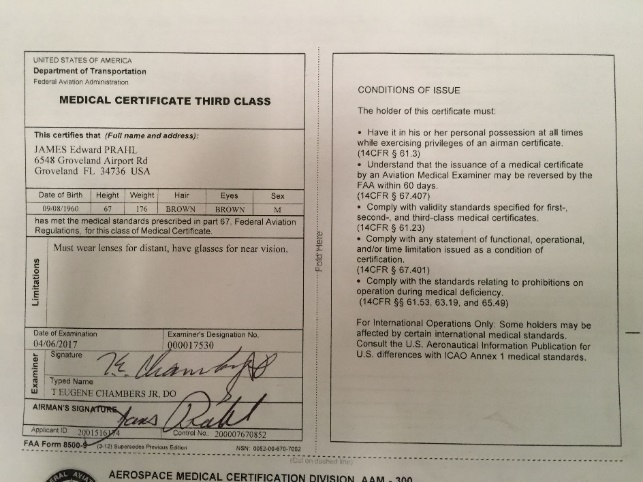 UNITED STATES OF AMERICA
Department of Transportation
Federal Aviation Administration
MEDICAL CERTIFICATE THIRD CLASS
This certifies that (Full name and address):
JAMES Edward PRAHL
6548 Groveland Airport Rd
Groveland FL 34736 USA
Date of Birth Height Weight Hair Eyes Sex
09/08/1960 67 176 BROWN BROWN M
has met the medical standards prescribed in part 67, Federal Aviation
Regulations, for this class of Medical Certificate.
Limitations
Must wear lenses for distant, have glasses for near vision.
Date of Examination Examiner's Designation No.
04/06/2017 000017530
Examiner
Signature
Typed Name
T EUGENE CHAMBERS JR, DO
AIRMAN'S SIGNATURE
Applicant ID Control No. 200007670852
FAA Form 8500-9 (3-12) Supersedes Previous Edition NSN: 0052-00-670-7002
Fold Here
CONDITIONS OF ISSUE
The holder of this certificate must:
• Have it in his or her personal possession at all times
while exercising privileges of an airman certificate.
(14CFR § 61.3)
• Understand that the issuance of a medical certificate
by an Aviation Medical Examiner may be reversed by the
FAA within 60 days.
(14CFR § 67.407)
• Comply with validity standards specified for first-,
second-, and third-class medical certificates.
(14CFR § 61.23)
• Comply with any statement of functional, operational,
and/or time limitation issued as a condition of
certification.
(14CFR § 67.401)
• Comply with the standards relating to prohibitions on
operation during medical deficiency.
(14CFR §§ 61.53, 63.19, and 65.49)
For International Operations Only: Some holders may be
affected by certain international medical standards.
Consult the U.S. Aeronautical Information Publication for
U.S. differences with ICAO Annex 1 medical standards.
(Cut on dashed line)
AEROSPACE MEDICAL CERTIFICATION DIVISION, AAM - 300